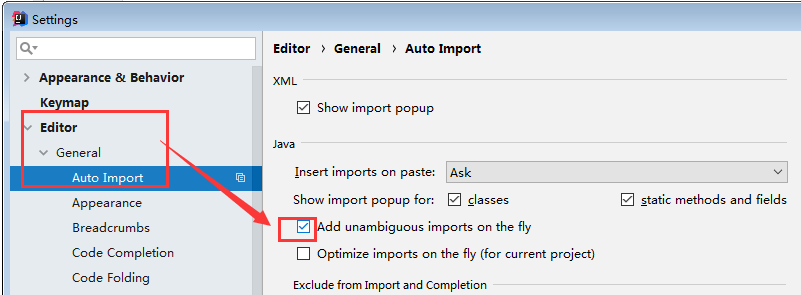 Settings
Appearance & Behavior
Keymap
Editor
General
Auto Import
Appearance
Breadcrumbs
Code Completion
Code Folding
Editor › General › Auto Import
XML
Show import popup
Java
Insert imports on paste: Ask
Show import popup for: classes static methods and fields
Add unambiguous imports on the fly
Optimize imports on the fly (for current project)
Exclude from Import and Completion